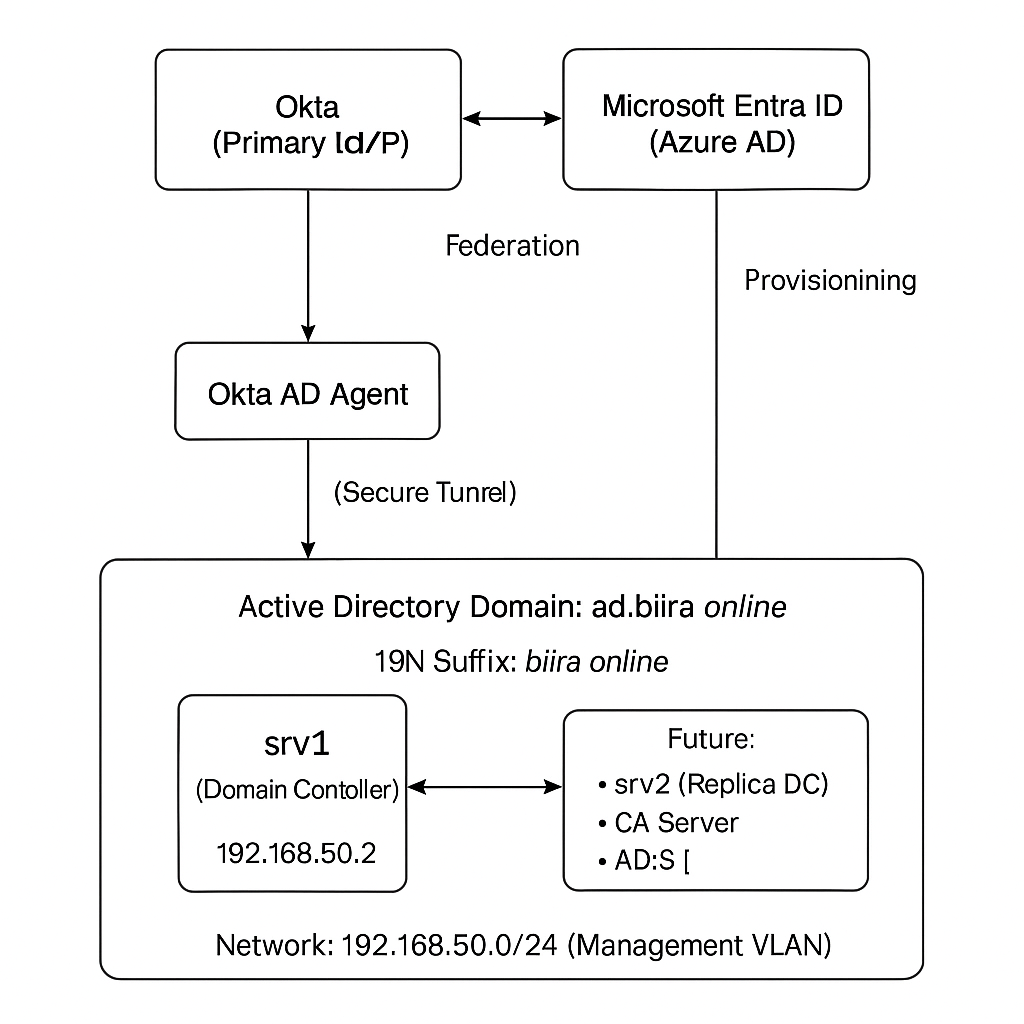 Okta
(Primary Id/P)
Microsoft Entra ID
(Azure AD)
Federation
Provisionining
Okta AD Agent
(Secure Tunrel)
Active Directory Domain: ad.biira online
19N Suffix: biira online
srv1
(Domain Contoller)
192.168.50.2
Future:
• srv2 (Replica DC)
• CA Server
• AD:S [
Network: 192.168.50.0/24 (Management VLAN)